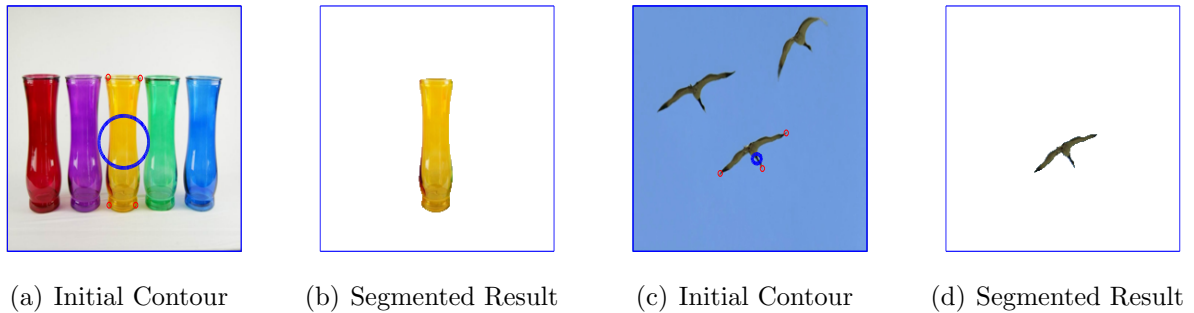 (a) Initial Contour
(b) Segmented Result
(c) Initial Contour
(d) Segmented Result